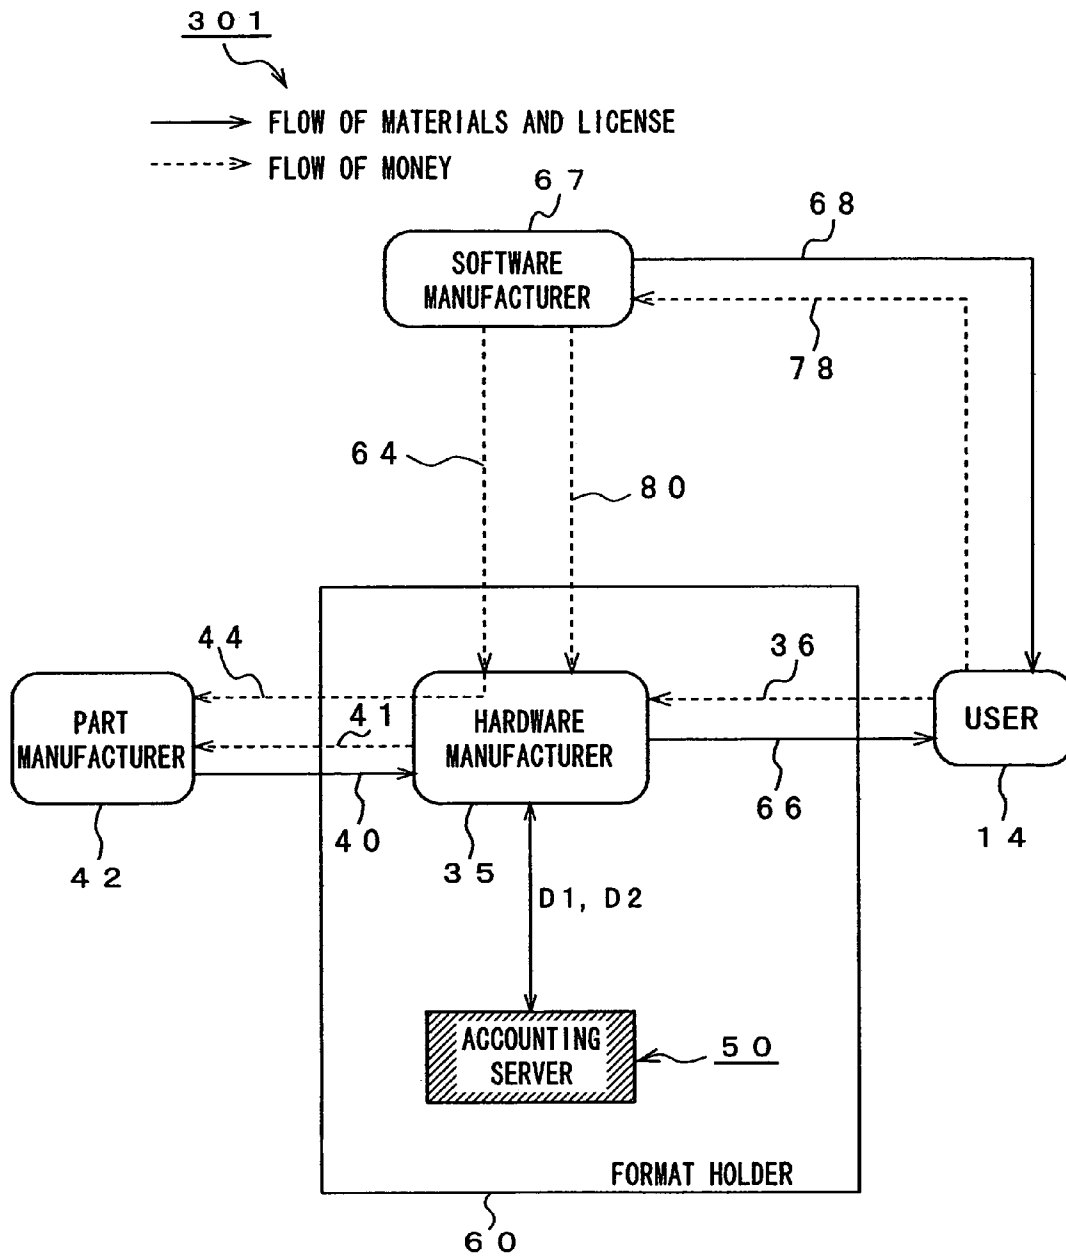 301
FLOW OF MATERIALS AND LICENSE
FLOW OF MONEY
67
68
SOFTWARE
MANUFACTURER
78
64
80
44
36
41
PART
MANUFACTURER
HARDWARE
MANUFACTURER
USER
40
66
42
35
14
D1, D2
ACCOUNTING
SERVER
50
FORMAT HOLDER
60